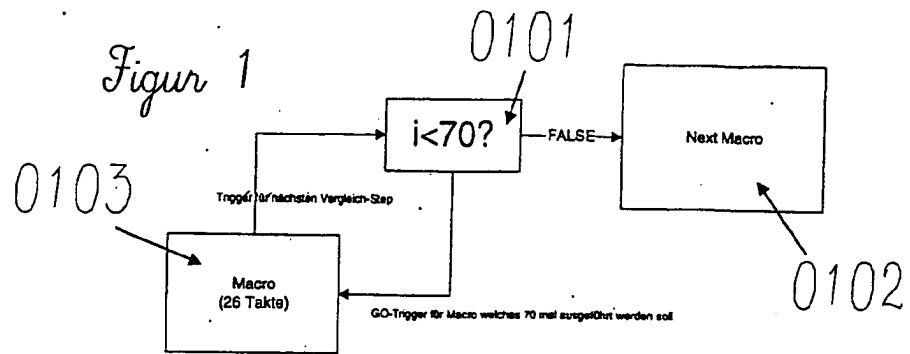 Figur 1
0101
i<70?
FALSE
Next Macro
0103
Trigger für nächsten Vergleich-Step
Macro
(26 Takte)
GO-Trigger für Macro welches 70 mal ausgeführt werden soll
0102